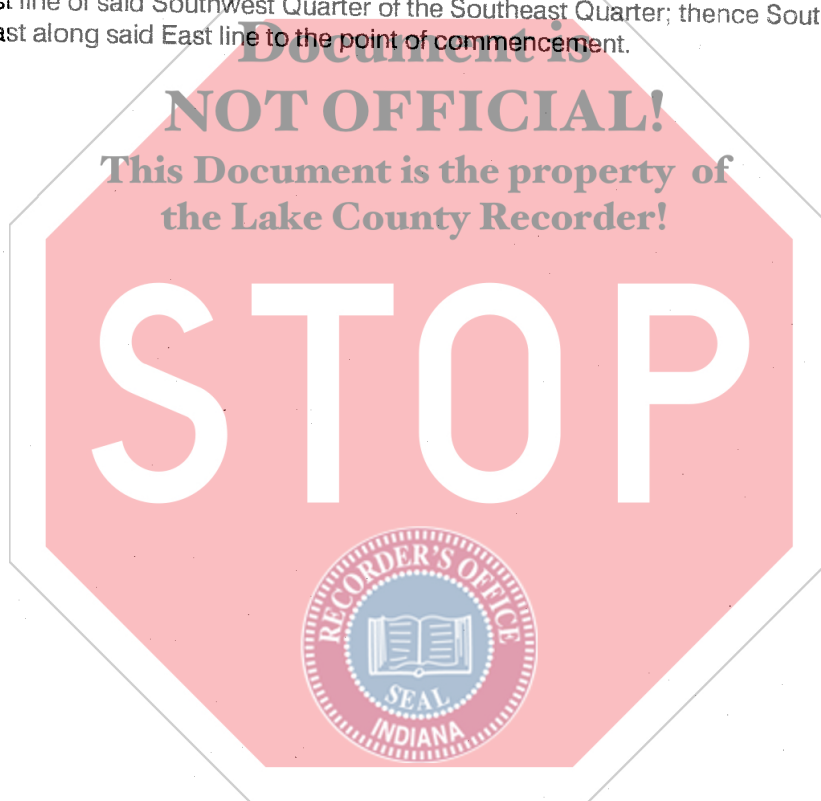 line of said Southwest Quarter of the Southeast Quarter; thence
along said East line to the point of commencement.
Document is
NOT OFFICIAL!
This Document is the property of
the Lake County Recorder!
STOP
RECORDER'S OFFICE
SEAL
INDIANA